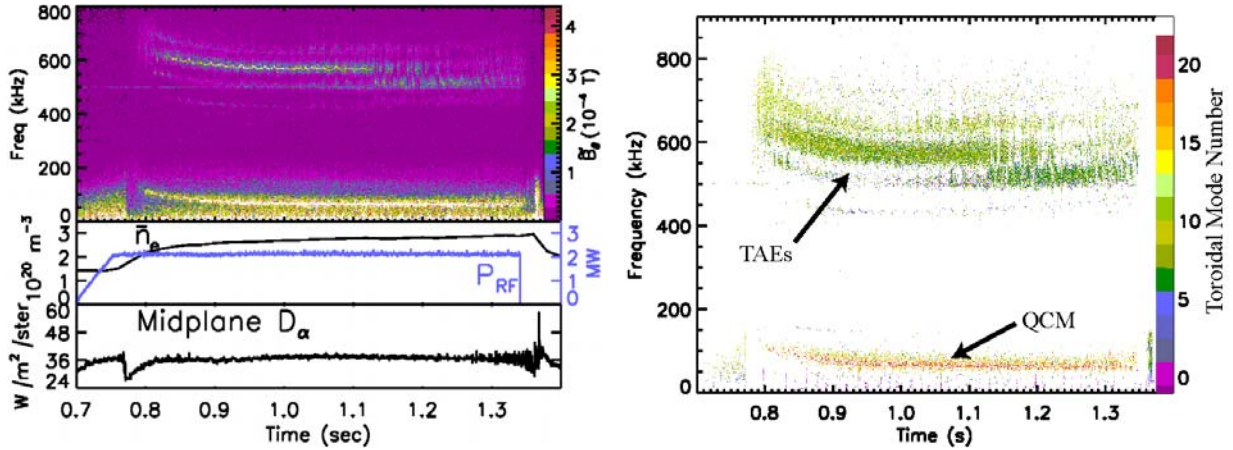 800
600
400
200
0
Freq (kHz)
4
3
2
1
B̃θ (10⁻⁴ T)
3
2
1
0
10²⁰ m⁻³
n̄e
PRF
3
2
1
0
MW
60
48
36
24
W/m²/ster
Midplane Dα
0.7 0.8 0.9 1.0 1.1 1.2 1.3
Time (sec)
800
600
400
200
0
Frequency (kHz)
TAEs
QCM
0.8 0.9 1.0 1.1 1.2 1.3
Time (s)
20
15
10
5
0
Toroidal Mode Number